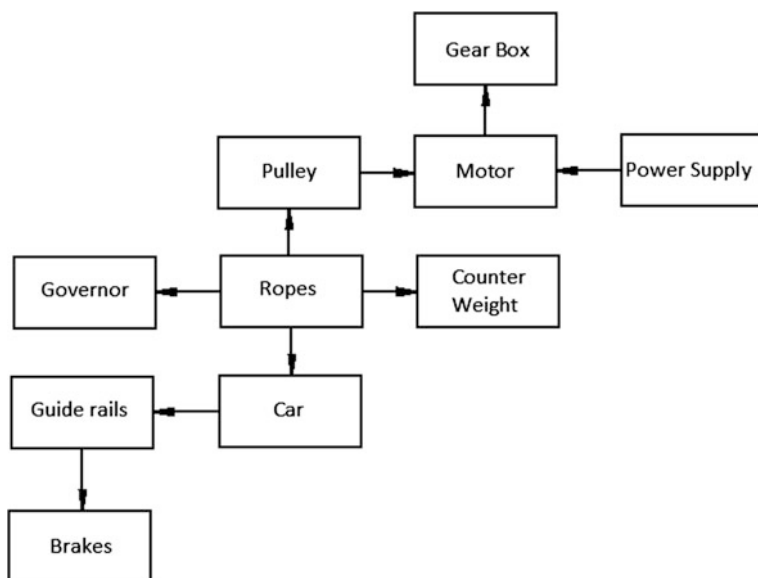 Gear Box
Pulley
Motor
Power Supply
Governor
Ropes
Counter
Weight
Guide rails
Car
Brakes